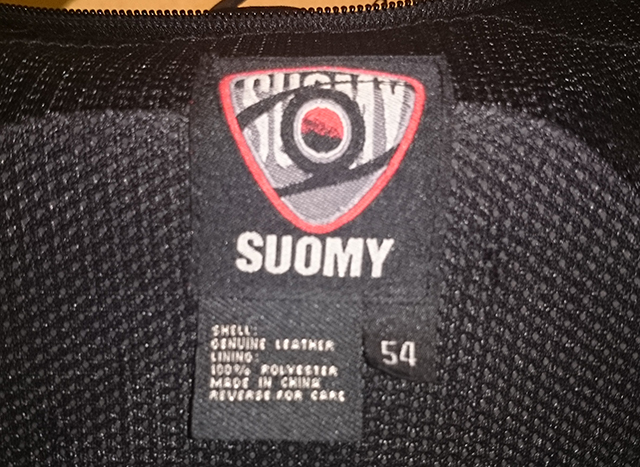 SUOMY
SUOMY
SHELL:
GENUINE LEATHER
LINING:
100% POLYESTER
MADE IN CHINA
REVERSE FOR CARE
54